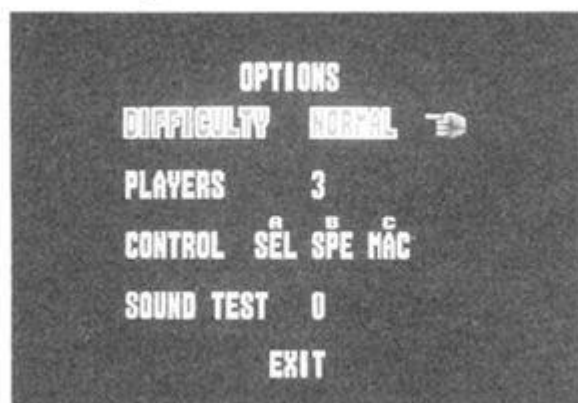 OPTIONS
DIFFICULTY NORMAL
PLAYERS 3
A B C
CONTROL SEL SPE MAC
SOUND TEST 0
EXIT